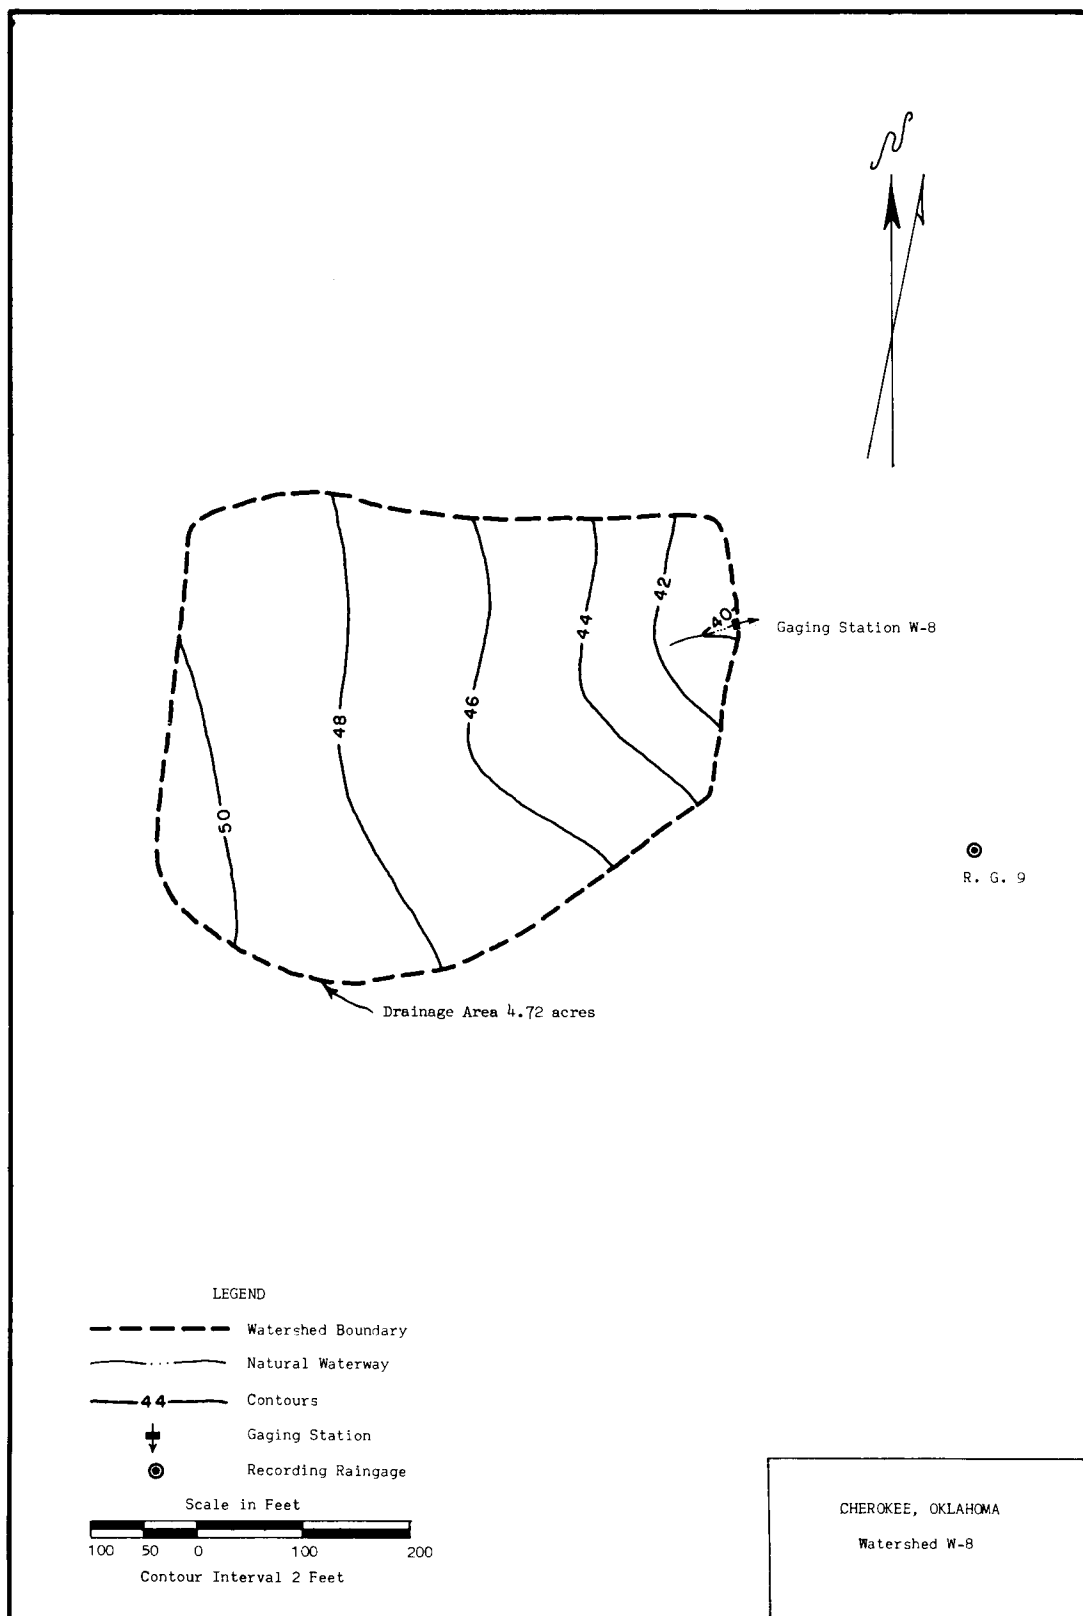 N
42
40
44
Gaging Station W-8
46
48
50
R. G. 9
Drainage Area 4.72 acres
LEGEND
Watershed Boundary
Natural Waterway
44 Contours
Gaging Station
Recording Raingage
Scale in Feet
100 50 0 100 200
Contour Interval 2 Feet
CHEROKEE, OKLAHOMA
Watershed W-8